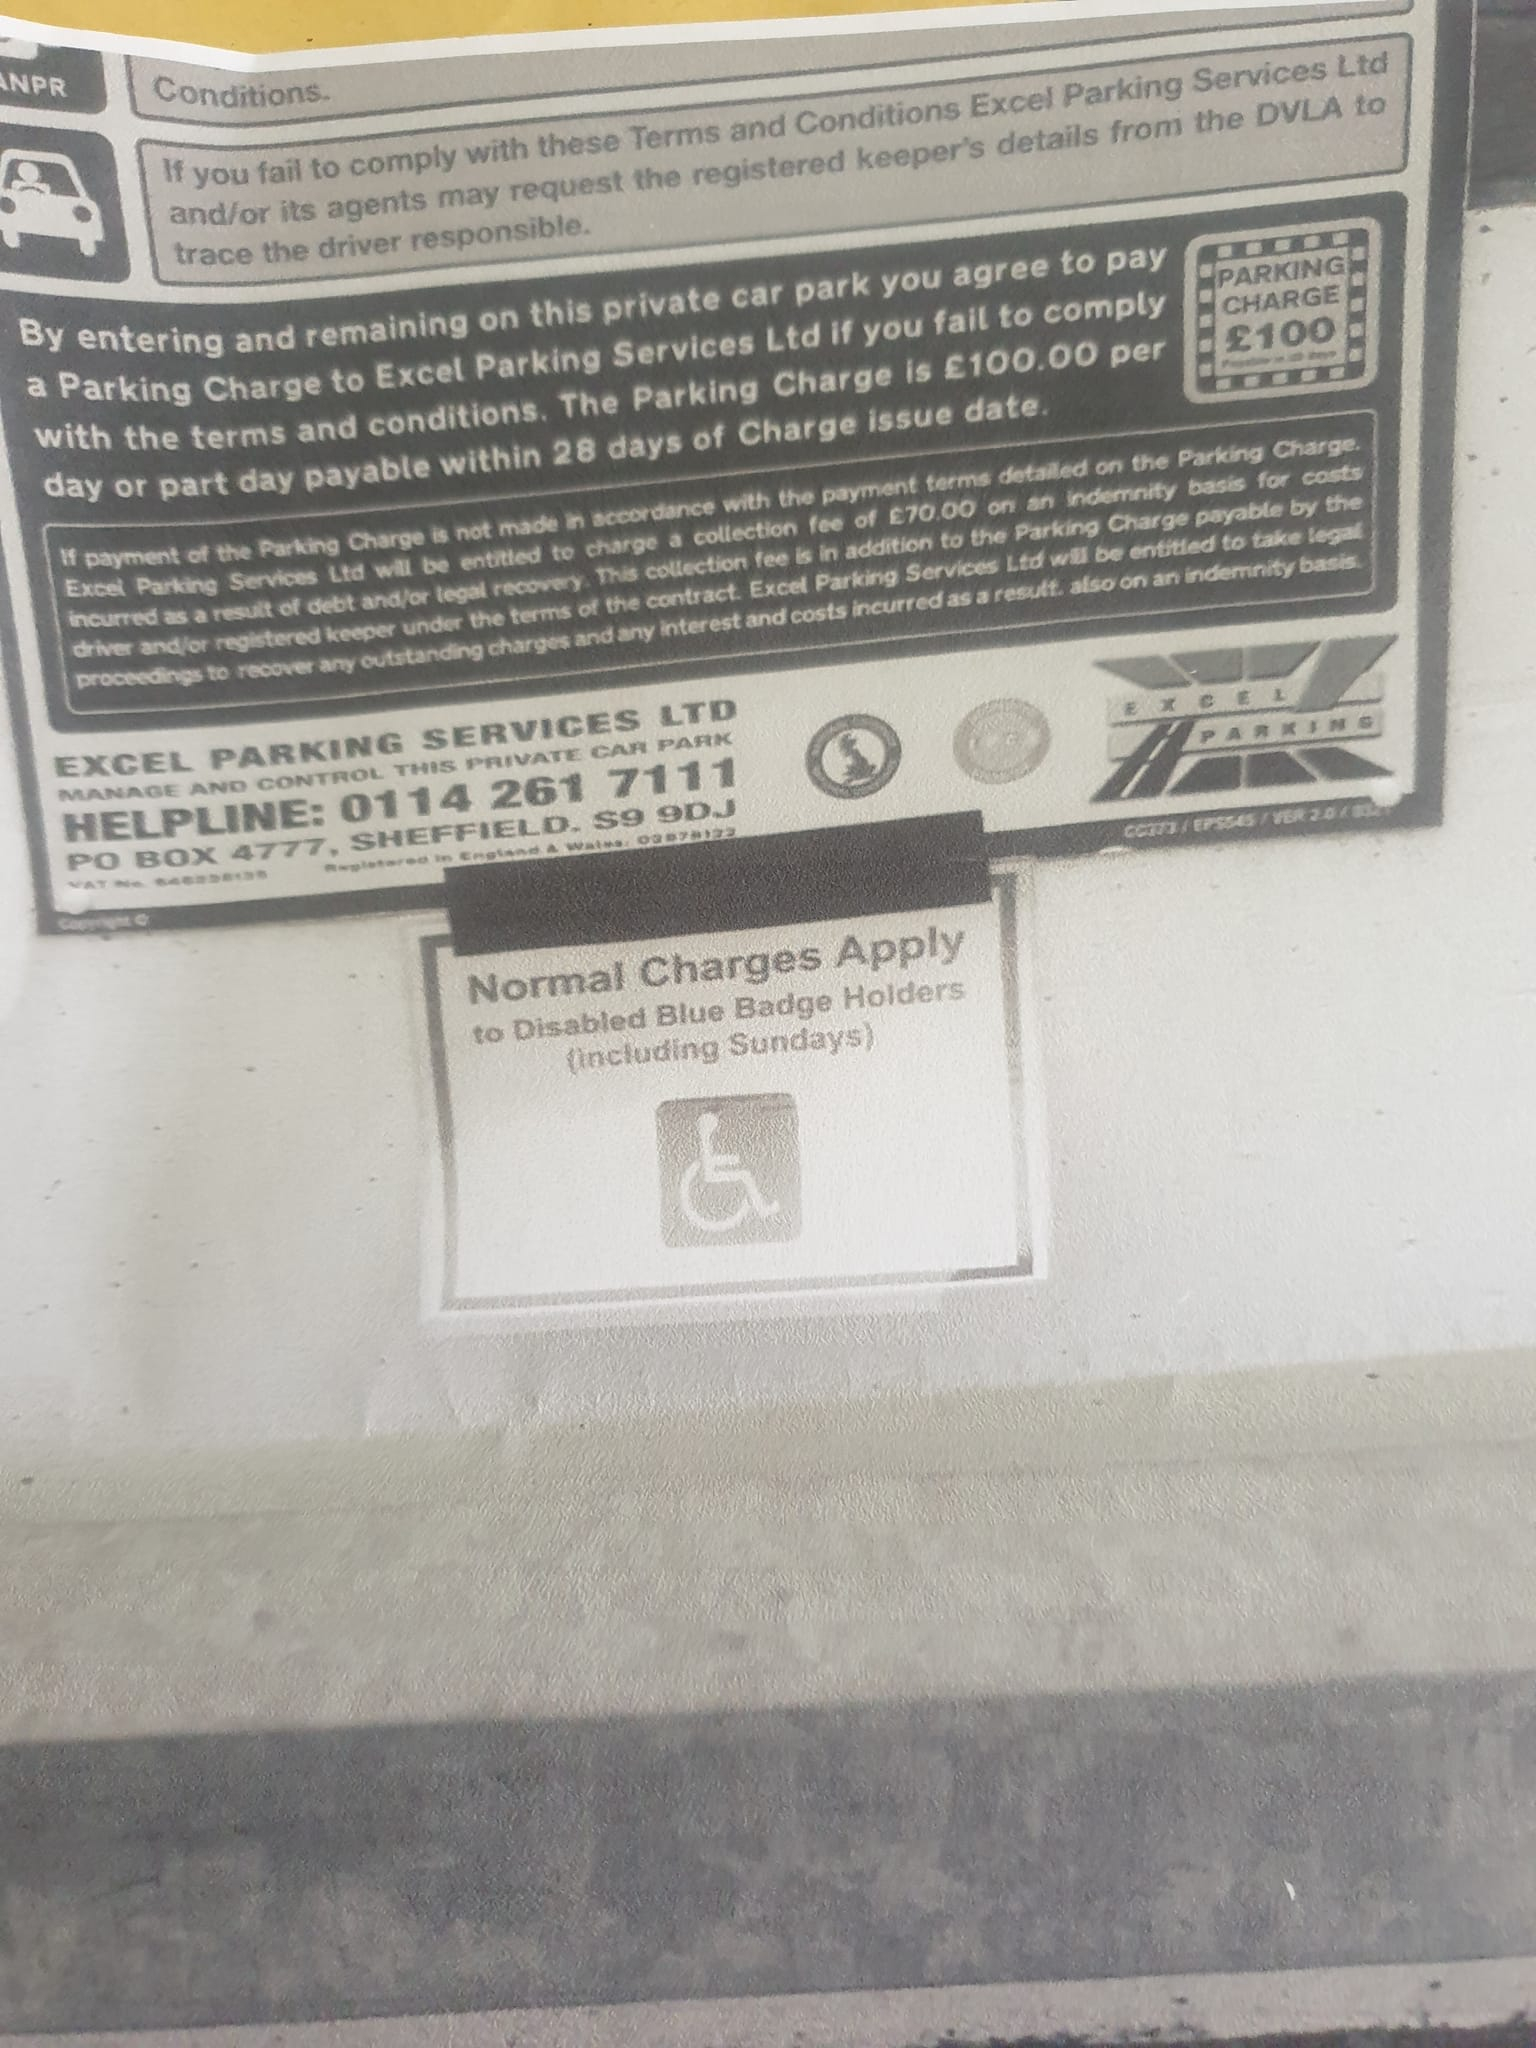 ANPR
Conditions.
If you fail to comply with these Terms and Conditions Excel Parking Services Ltd
and/or its agents may request the registered keeper's details from the DVLA to
trace the driver responsible.
By entering and remaining on this private car park you agree to pay
a Parking Charge to Excel Parking Services Ltd if you fail to comply
with the terms and conditions. The Parking Charge is £100.00 per
day or part day payable within 28 days of Charge issue date.
PARKING
CHARGE
£100
If payment of the Parking Charge is not made in accordance with the payment terms detailed on the Parking Charge.
Excel Parking Services Ltd will be entitled to charge a collection fee of £70.00 on an indemnity basis for costs
incurred as a result of debt and/or legal recovery. This collection fee is in addition to the Parking Charge payable by the
driver and/or registered keeper under the terms of the contract. Excel Parking Services Ltd will be entitled to take legal
proceedings to recover any outstanding charges and any interest and costs incurred as a result. also on an indemnity basis.
EXCEL PARKING SERVICES LTD
MANAGE AND CONTROL THIS PRIVATE CAR PARK
HELPLINE: 0114 261 7111
PO BOX 4777, SHEFFIELD. S9 9DJ
VAT No. Registered in England & Wales:
EXCEL
PARKING
CC273 / EPS545 / VER 2.0 /
Copyright ©
Normal Charges Apply
to Disabled Blue Badge Holders
(including Sundays)